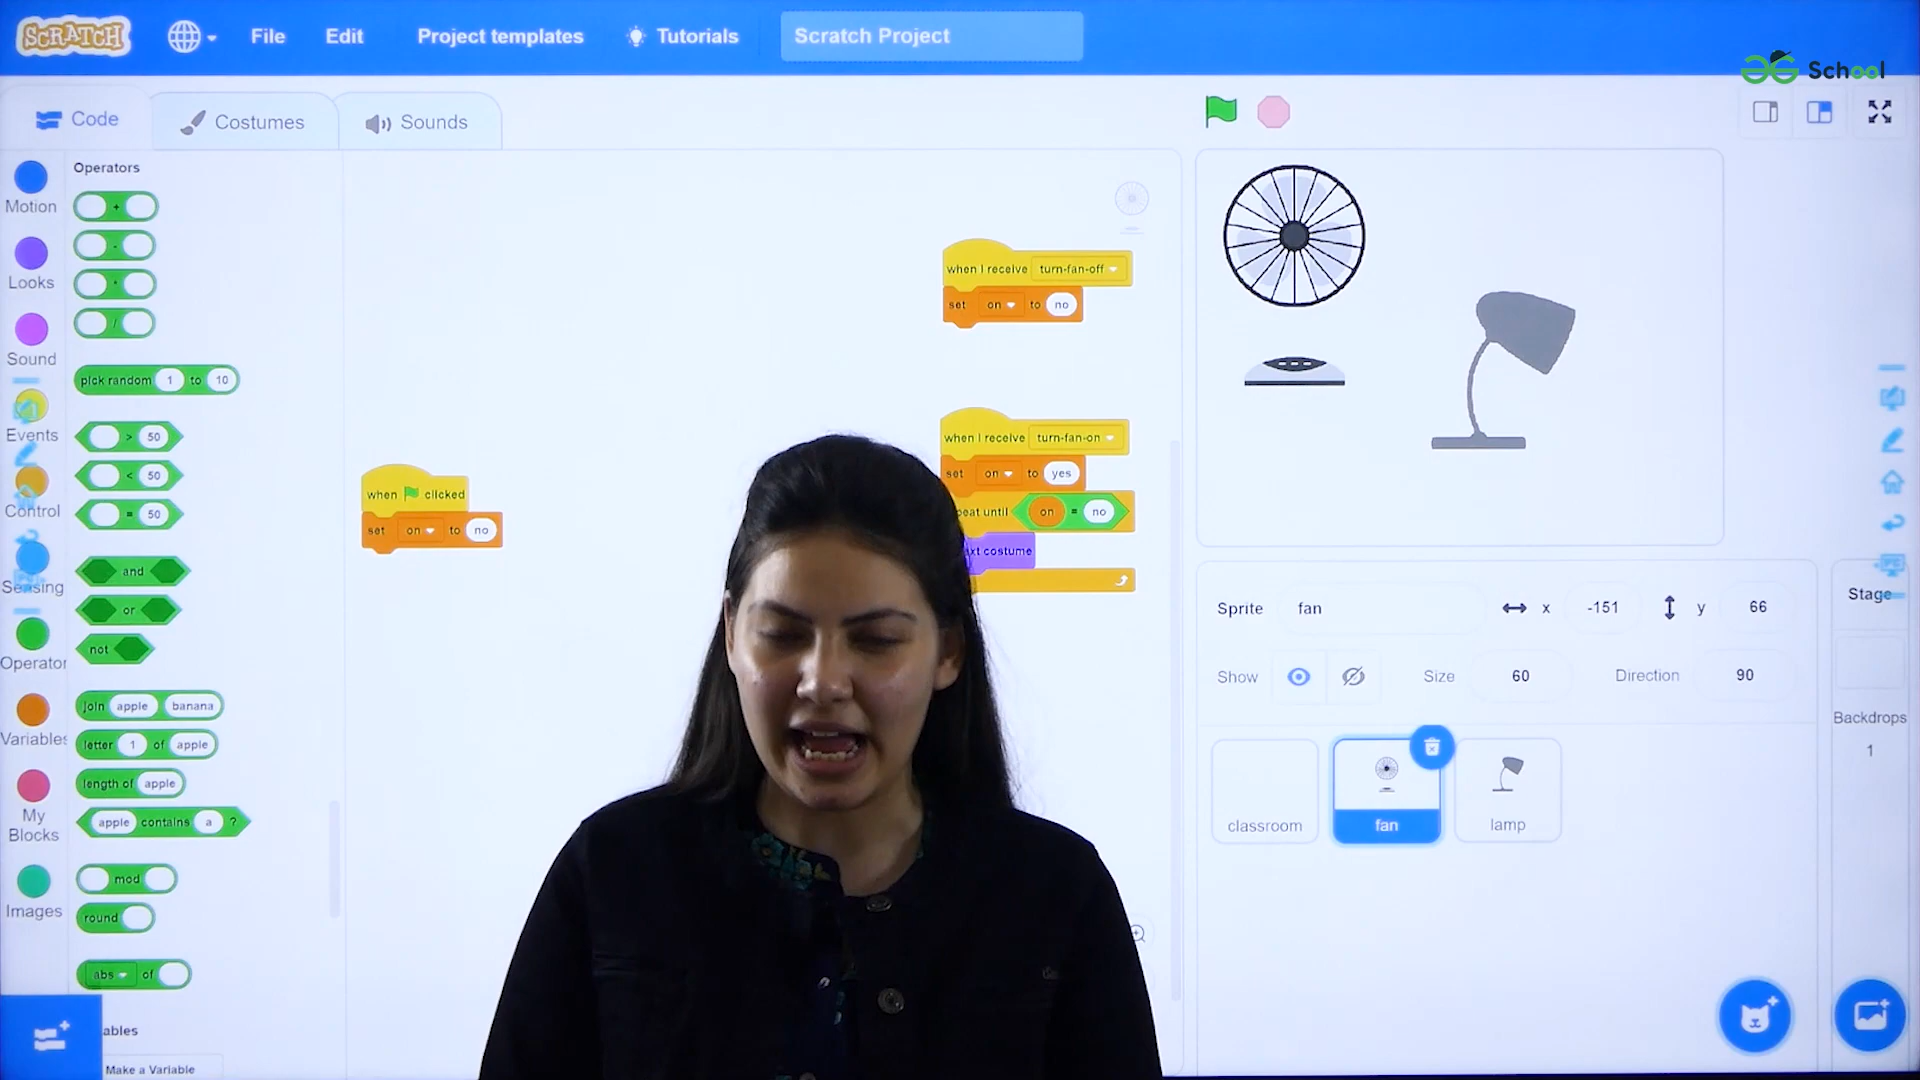 SCRATCH
File
Edit
Project templates
Tutorials
Scratch Project
GG School
Code
Costumes
Sounds
Motion
Looks
Sound
Events
Control
Sensing
Operator
Variables
My
Blocks
Images
Operators
+
-
*
/
pick random 1 to 10
> 50
< 50
= 50
and
or
not
join apple banana
letter 1 of apple
length of apple
apple contains a ?
mod
round
abs of
ables
Make a Variable
when clicked
set on to no
when I receive turn-fan-off
set on to no
when I receive turn-fan-on
set on to yes
peat until on = no
xt costume
Sprite fan x -151 y 66
Show Size 60 Direction 90
classroom
fan
lamp
Stage
Backdrops
1